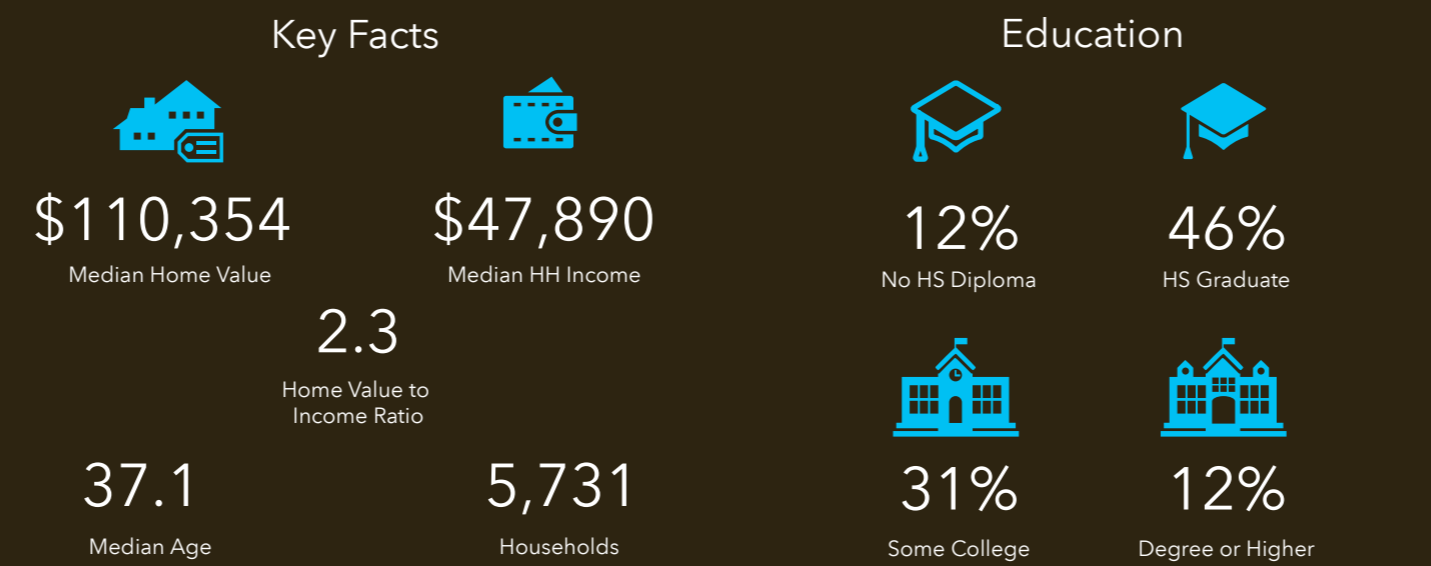 Key Facts
$110,354
Median Home Value
$47,890
Median HH Income
2.3
Home Value to
Income Ratio
37.1
Median Age
5,731
Households
Education
12%
No HS Diploma
46%
HS Graduate
31%
Some College
12%
Degree or Higher